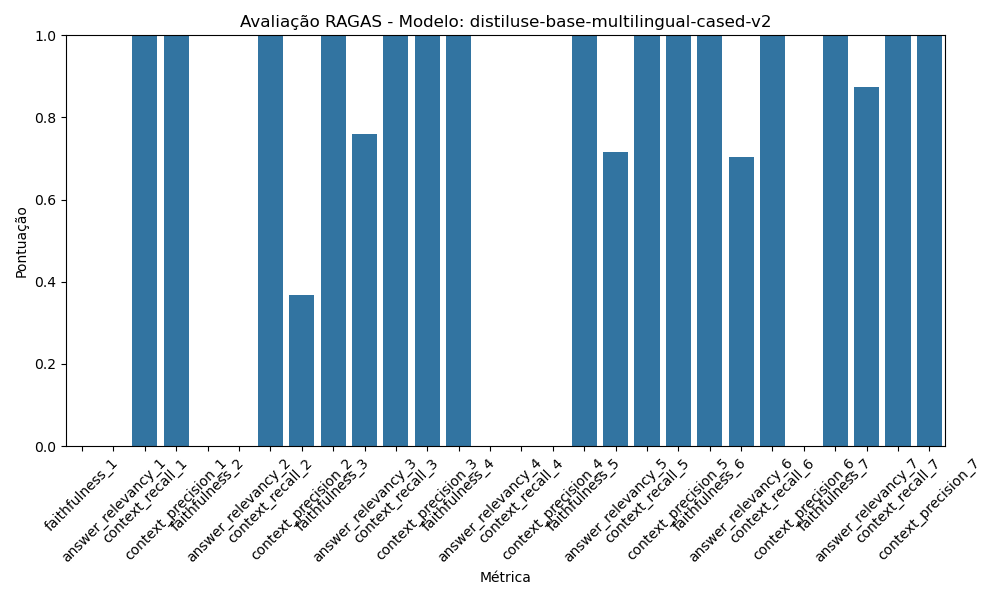 Avaliação RAGAS - Modelo: distiluse-base-multilingual-cased-v2
1.0
0.8
0.6
0.4
0.2
0.0
Pontuação
faithfulness_1
answer_relevancy_1
context_recall_1
context_precision_1
faithfulness_2
answer_relevancy_2
context_recall_2
context_precision_2
faithfulness_3
answer_relevancy_3
context_recall_3
context_precision_3
faithfulness_4
answer_relevancy_4
context_recall_4
context_precision_4
faithfulness_5
answer_relevancy_5
context_recall_5
context_precision_5
faithfulness_6
answer_relevancy_6
context_recall_6
context_precision_6
faithfulness_7
answer_relevancy_7
context_recall_7
context_precision_7
Métrica